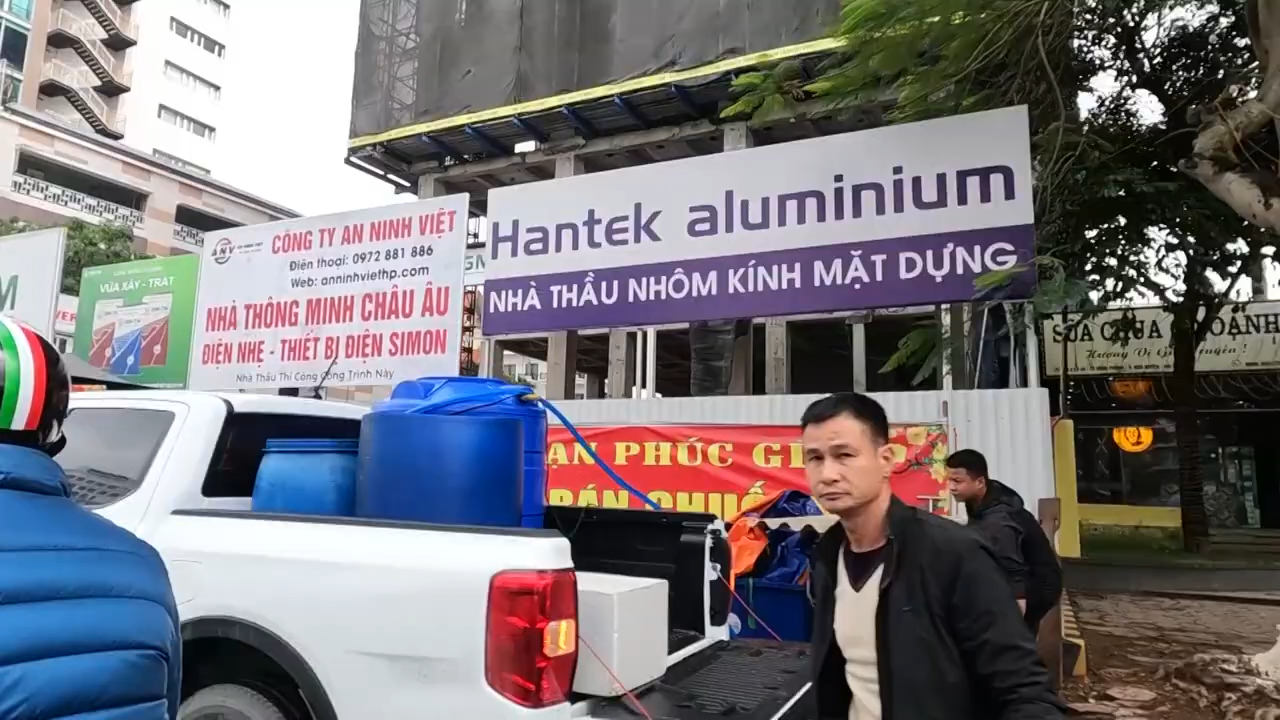 Hantek aluminium
NHÀ THẦU NHÔM KÍNH MẶT DỰNG
ANV
CÔNG TY AN NINH VIỆT
Điện thoại: 0972 881 886
Web: anninhviethp.com
NHÀ THÔNG MINH CHÂU ÂU
ĐIỆN NHẸ - THIẾT BỊ ĐIỆN SIMON
Nhà Thầu Thi Công Công Trình Này
VỮA XÂY - TRÁT
PHÚC